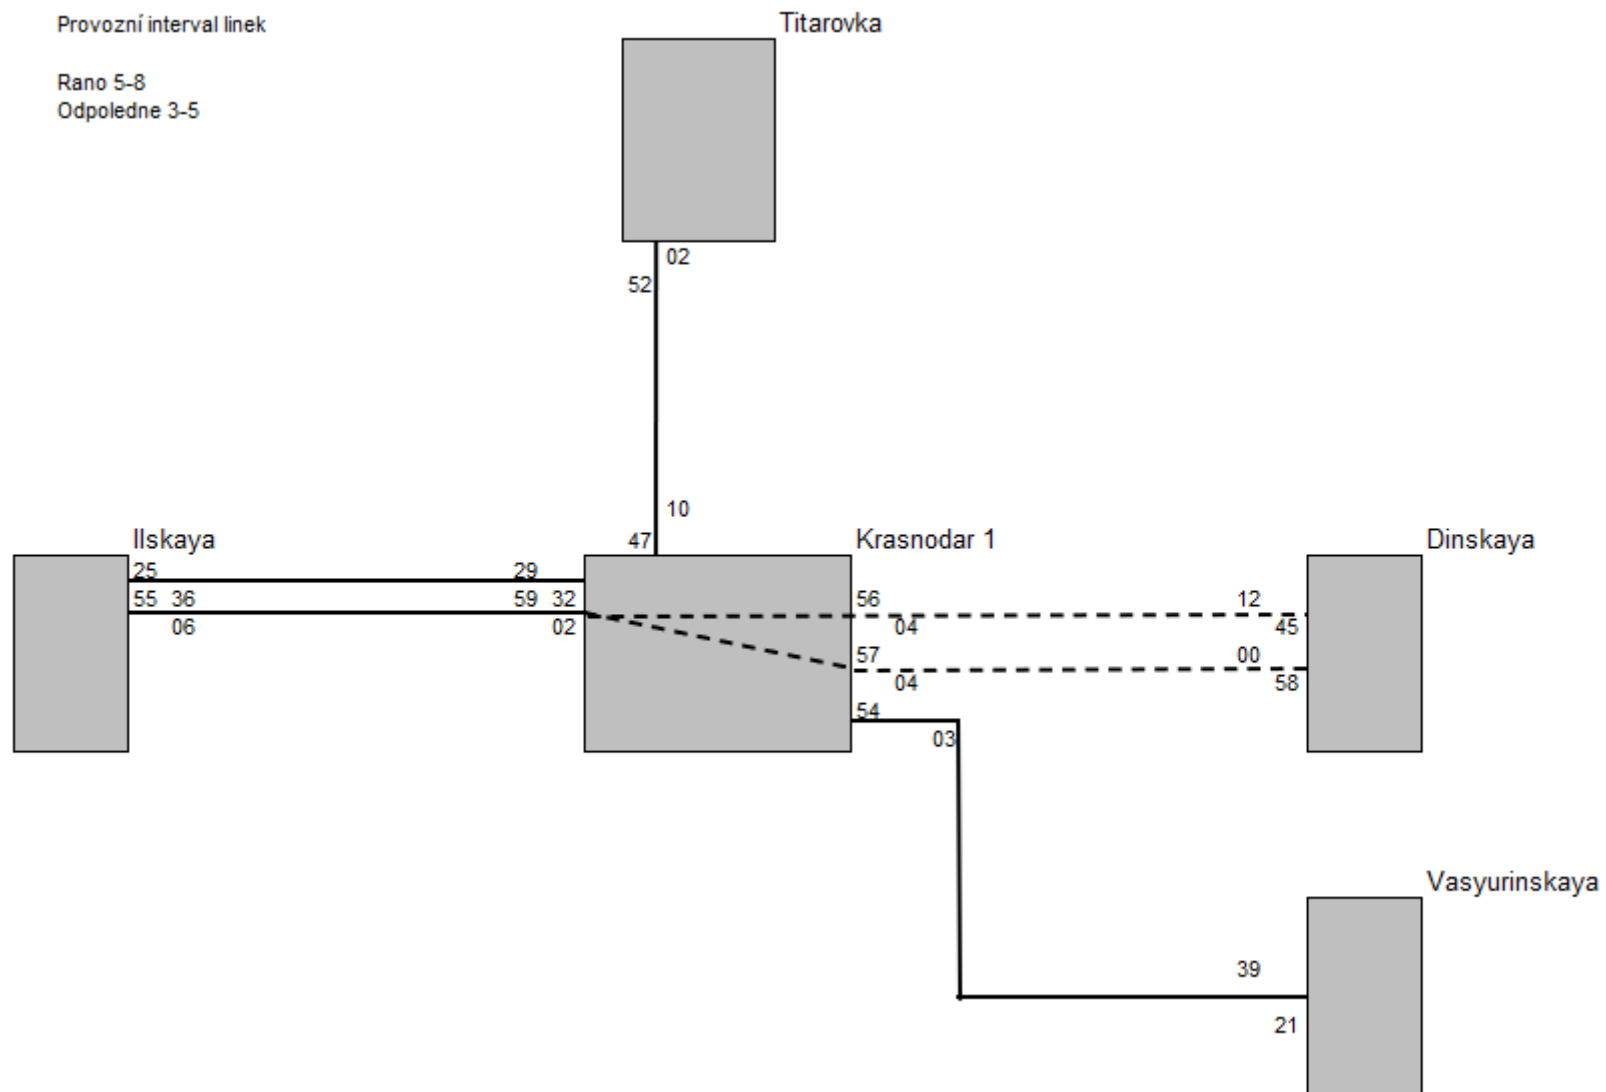 Provozní interval linek
Rano 5-8
Odpoledne 3-5
Titarovka
02
52
10
47
Ilskaya
Krasnodar 1
Dinskaya
25
29
55 36
59 32
56
12
06
02
04
45
57
00
04
58
54
03
Vasyurinskaya
39
21